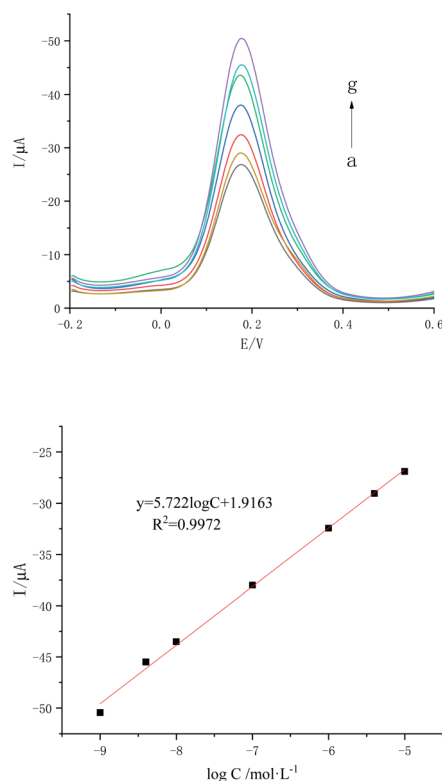 -50
-40
-30
-20
-10
0
I/μA
g
a
-0.2 0.0 0.2 0.4 0.6
E/V
-25
-30
-35
-40
-45
-50
I/μA
y=5.722logC+1.9163
R²=0.9972
-9 -8 -7 -6 -5
log C /mol·L⁻¹